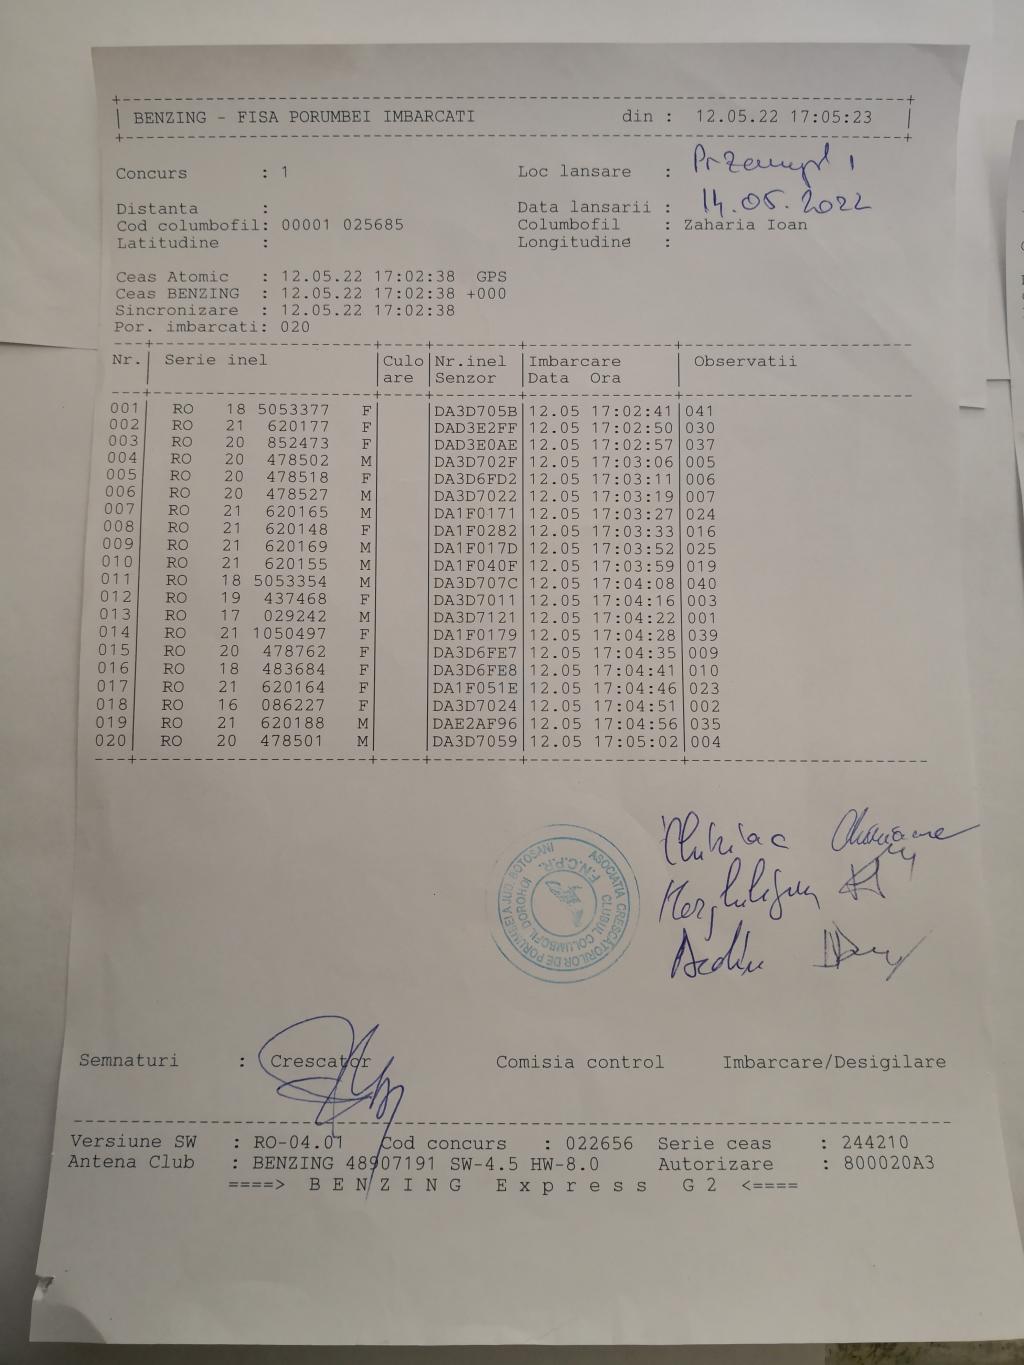 BENZING - FISA PORUMBEI IMBARCATI din : 12.05.22 17:05:23
Concurs : 1 Loc lansare :
Distanta : Data lansarii : 14.05.2022
Cod columbofil: 00001 025685 Columbofil : Zaharia Ioan
Latitudine : Longitudine :
Ceas Atomic : 12.05.22 17:02:38 GPS
Ceas BENZING : 12.05.22 17:02:38 +000
Sincronizare : 12.05.22 17:02:38
Por. imbarcati: 020
Nr. Serie inel Culo Nr.inel Imbarcare Observatii
are Senzor Data Ora
001 RO 18 5053377 F DA3D705B 12.05 17:02:41 041
002 RO 21 620177 F DAD3E2FF 12.05 17:02:50 030
003 RO 20 852473 F DAD3E0AE 12.05 17:02:57 037
004 RO 20 478502 M DA3D702F 12.05 17:03:06 005
005 RO 20 478518 F DA3D6FD2 12.05 17:03:11 006
006 RO 20 478527 M DA3D7022 12.05 17:03:19 007
007 RO 21 620165 M DA1F0171 12.05 17:03:27 024
008 RO 21 620148 F DA1F0282 12.05 17:03:33 016
009 RO 21 620169 M DA1F017D 12.05 17:03:52 025
010 RO 21 620155 M DA1F040F 12.05 17:03:59 019
011 RO 18 5053354 M DA3D707C 12.05 17:04:08 040
012 RO 19 437468 F DA3D7011 12.05 17:04:16 003
013 RO 17 029242 M DA3D7121 12.05 17:04:22 001
014 RO 21 1050497 F DA1F0179 12.05 17:04:28 039
015 RO 20 478762 F DA3D6FE7 12.05 17:04:35 009
016 RO 18 483684 F DA3D6FE8 12.05 17:04:41 010
017 RO 21 620164 F DA1F051E 12.05 17:04:46 023
018 RO 16 086227 F DA3D7024 12.05 17:04:51 002
019 RO 21 620188 M DAE2AF96 12.05 17:04:56 035
020 RO 20 478501 M DA3D7059 12.05 17:05:02 004
ASOCIATIA CRESCATORILOR DE PORUMBEI A JUD. BOTOSANI
F.N.C.P.R.
CLUBUL COLUMBOFIL DOROHOI
Semnaturi : Crescator Comisia control Imbarcare/Desigilare
Versiune SW : RO-04.01 Cod concurs : 022656 Serie ceas : 244210
Antena Club : BENZING 48907191 SW-4.5 HW-8.0 Autorizare : 800020A3
====> B E N Z I N G E x p r e s s G 2 <====